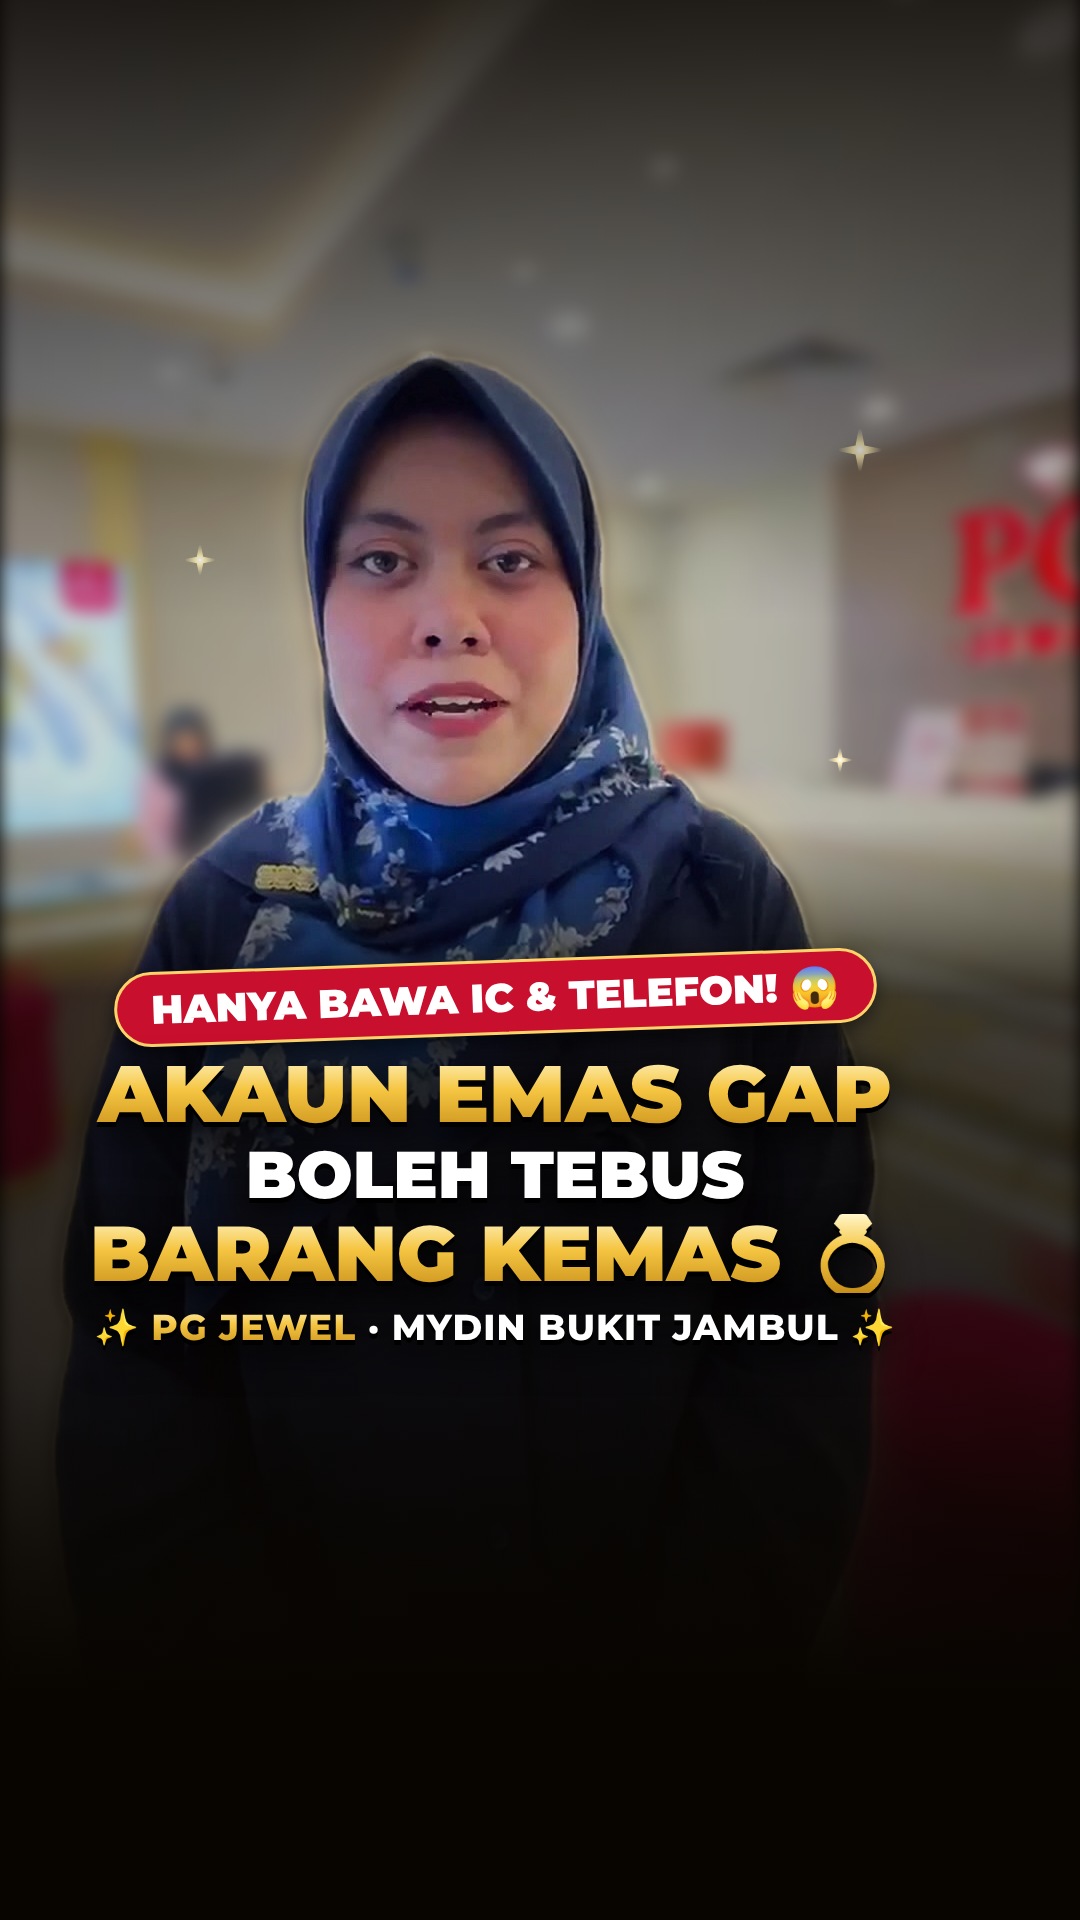 HANYA BAWA IC & TELEFON! 😱
AKAUN EMAS GAP
BOLEH TEBUS
BARANG KEMAS 💍
✨ PG JEWEL · MYDIN BUKIT JAMBUL ✨